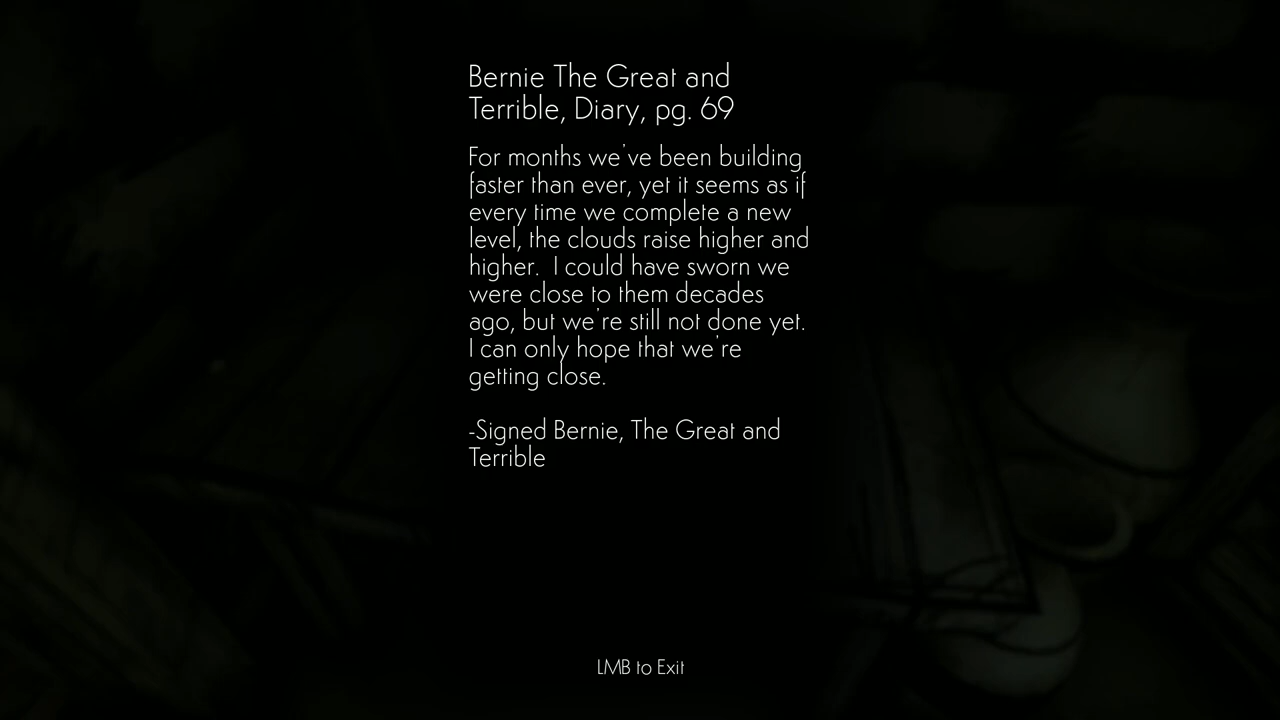 Bernie The Great and
Terrible, Diary, pg. 69
For months we've been building
faster than ever, yet it seems as if
every time we complete a new
level, the clouds raise higher and
higher.  I could have sworn we
were close to them decades
ago, but we're still not done yet.
I can only hope that we're
getting close.
-Signed Bernie, The Great and
Terrible
LMB to Exit